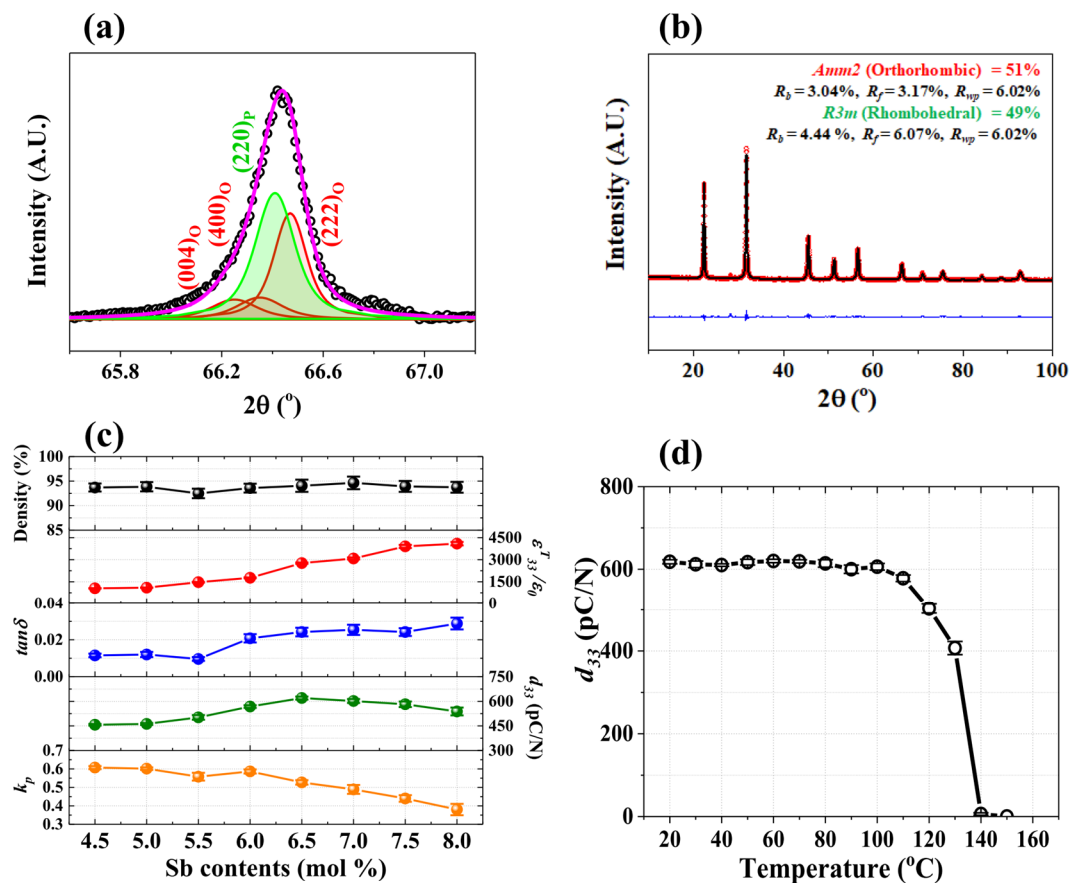 (a)
Intensity (A.U.)
(004)O
(400)O
(220)P
(222)O
65.8 66.2 66.6 67.0
2θ (o)
(b)
Intensity (A.U.)
Amm2 (Orthorhombic) = 51%
Rb = 3.04%, Rf = 3.17%, Rwp = 6.02%
R3m (Rhombohedral) = 49%
Rb = 4.44 %, Rf = 6.07%, Rwp = 6.02%
20 40 60 80 100
2θ (o)
(c)
Density (%)
100
95
90
85
εT33/ε0
4500
3000
1500
0
tanδ
0.04
0.02
0.00
d33 (pC/N)
750
600
450
300
kp
0.7
0.6
0.5
0.4
0.3
4.5 5.0 5.5 6.0 6.5 7.0 7.5 8.0
Sb contents (mol %)
(d)
d33 (pC/N)
800
600
400
200
0
20 40 60 80 100 120 140 160
Temperature (oC)